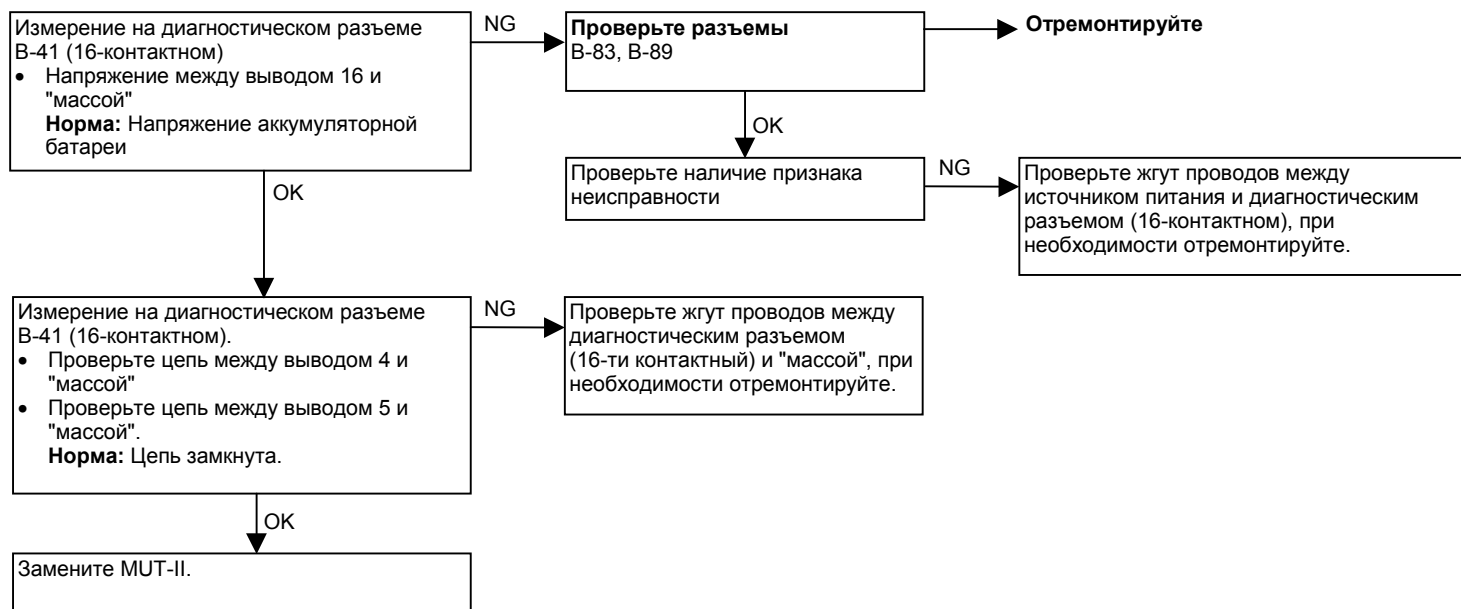 Измерение на диагностическом разъеме
B-41 (16-контактном)
• Напряжение между выводом 16 и
"массой"
Норма: Напряжение аккумуляторной
батареи
NG
Проверьте разъемы
B-83, B-89
Отремонтируйте
OK
OK
Проверьте наличие признака
неисправности
NG
Проверьте жгут проводов между
источником питания и диагностическим
разъемом (16-контактном), при
необходимости отремонтируйте.
Измерение на диагностическом разъеме
B-41 (16-контактном).
• Проверьте цепь между выводом 4 и
"массой"
• Проверьте цепь между выводом 5 и
"массой".
Норма: Цепь замкнута.
NG
Проверьте жгут проводов между
диагностическим разъемом
(16-ти контактный) и "массой", при
необходимости отремонтируйте.
OK
Замените MUT-II.